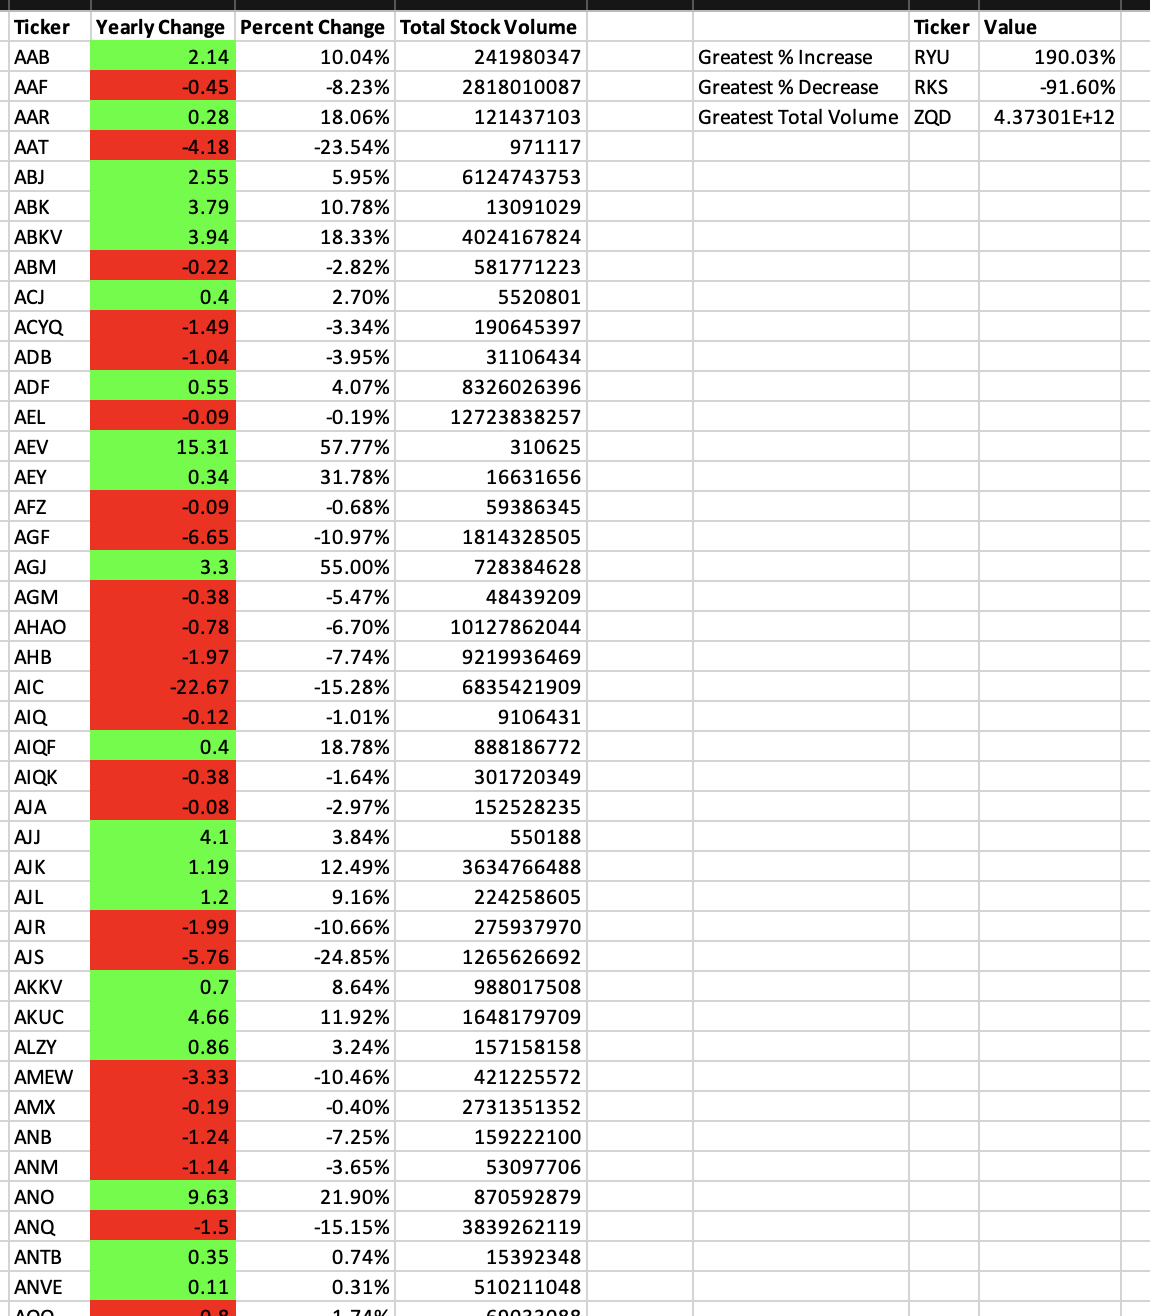 Ticker Yearly Change Percent Change Total Stock Volume Ticker Value
AAB 2.14 10.04% 241980347 Greatest % Increase RYU 190.03%
AAF -0.45 -8.23% 2818010087 Greatest % Decrease RKS -91.60%
AAR 0.28 18.06% 121437103 Greatest Total Volume ZQD 4.37301E+12
AAT -4.18 -23.54% 971117
ABJ 2.55 5.95% 6124743753
ABK 3.79 10.78% 13091029
ABKV 3.94 18.33% 4024167824
ABM -0.22 -2.82% 581771223
ACJ 0.4 2.70% 5520801
ACYQ -1.49 -3.34% 190645397
ADB -1.04 -3.95% 31106434
ADF 0.55 4.07% 8326026396
AEL -0.09 -0.19% 12723838257
AEV 15.31 57.77% 310625
AEY 0.34 31.78% 16631656
AFZ -0.09 -0.68% 59386345
AGF -6.65 -10.97% 1814328505
AGJ 3.3 55.00% 728384628
AGM -0.38 -5.47% 48439209
AHAO -0.78 -6.70% 10127862044
AHB -1.97 -7.74% 9219936469
AIC -22.67 -15.28% 6835421909
AIQ -0.12 -1.01% 9106431
AIQF 0.4 18.78% 888186772
AIQK -0.38 -1.64% 301720349
AJA -0.08 -2.97% 152528235
AJJ 4.1 3.84% 550188
AJK 1.19 12.49% 3634766488
AJL 1.2 9.16% 224258605
AJR -1.99 -10.66% 275937970
AJS -5.76 -24.85% 1265626692
AKKV 0.7 8.64% 988017508
AKUC 4.66 11.92% 1648179709
ALZY 0.86 3.24% 157158158
AMEW -3.33 -10.46% 421225572
AMX -0.19 -0.40% 2731351352
ANB -1.24 -7.25% 159222100
ANM -1.14 -3.65% 53097706
ANO 9.63 21.90% 870592879
ANQ -1.5 -15.15% 3839262119
ANTB 0.35 0.74% 15392348
ANVE 0.11 0.31% 510211048